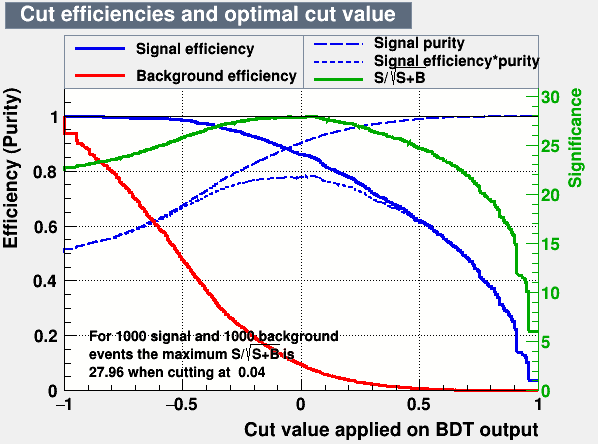 Cut efficiencies and optimal cut value
Signal efficiency
Background efficiency
Signal purity
Signal efficiency*purity
S/√S+B
Efficiency (Purity)
1
0.8
0.6
0.4
0.2
0
Significance
30
25
20
15
10
5
0
For 1000 signal and 1000 background
events the maximum S/√S+B is
27.96 when cutting at 0.04
−1
−0.5
0
0.5
1
Cut value applied on BDT output